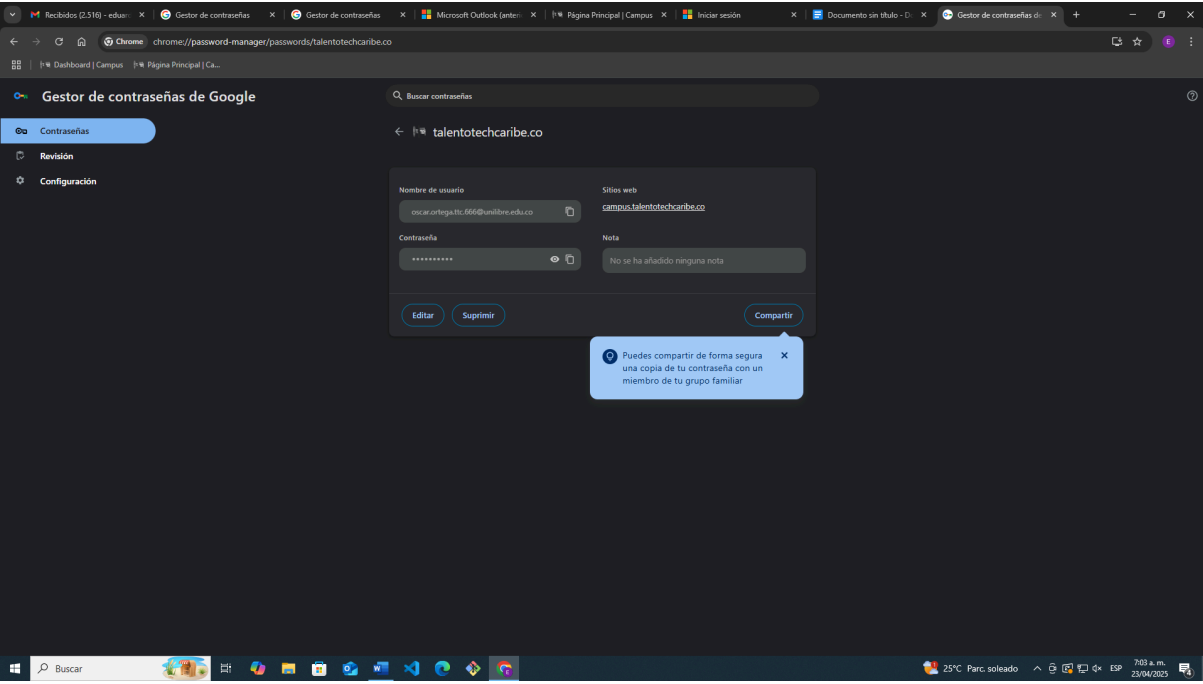 Recibidos (2.516) - eduar
Gestor de contraseñas
Gestor de contraseñas
Microsoft Outlook (anteri
Página Principal | Campus
Iniciar sesión
Documento sin título - D
Gestor de contraseñas de
Chrome
chrome://password-manager/passwords/talentotechcaribe.co
E
Dashboard | Campus
Página Principal | Ca...
Gestor de contraseñas de Google
Buscar contraseñas
Contraseñas
Revisión
Configuración
talentotechcaribe.co
Nombre de usuario
Sitios web
oscar.ortega.ttc.666@unilibre.edu.co
campus.talentotechcaribe.co
Contraseña
Nota
••••••••••
No se ha añadido ninguna nota
Editar
Suprimir
Compartir
Puedes compartir de forma segura
una copia de tu contraseña con un
miembro de tu grupo familiar
Buscar
25°C Parc. soleado
ESP
7:03 a. m.
23/04/2025
4